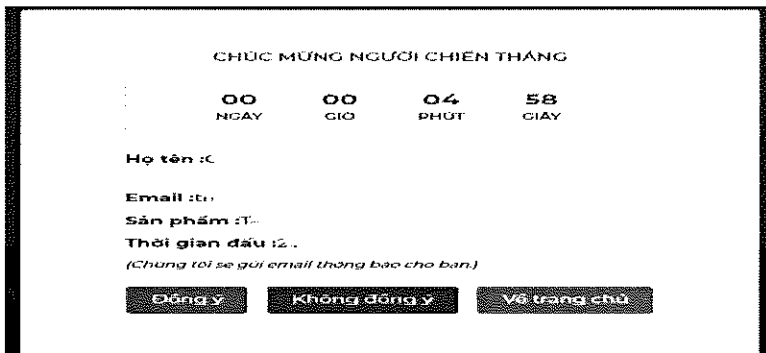 CHÚC MỪNG NGƯỜI CHIẾN THẮNG
00 00 04 58
NGÀY GIỜ PHÚT GIÂY
Họ tên :
Email :
Sản phẩm :T
Thời gian đấu :2
(Chúng tôi sẽ gửi email thông báo cho bạn.)
Đồng ý Không đồng ý Về trang chủ